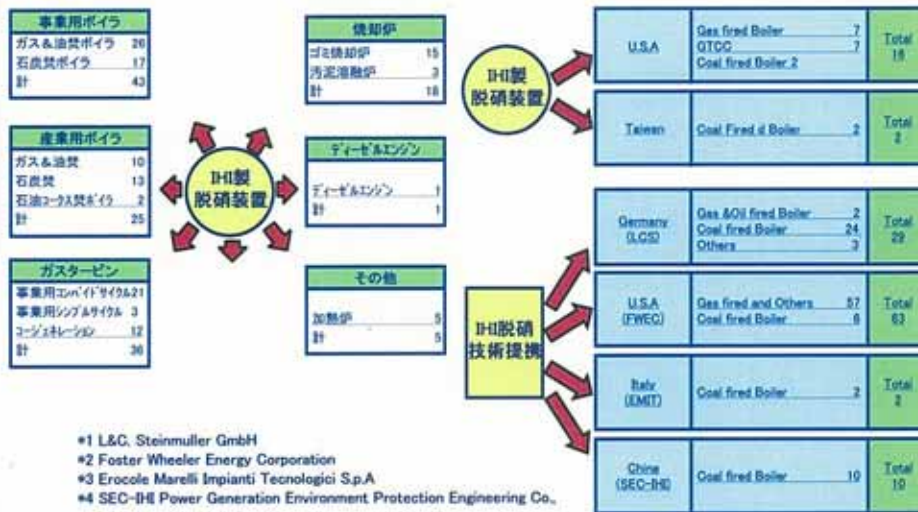 事業用ボイラ
ガス&油焚ボイラ 26
石炭焚ボイラ 17
計 43
産業用ボイラ
ガス&油焚 10
石炭焚 13
石油コークス焚ボイラ 2
計 25
ガスタービン
事業用コンバイドサイクル21
事業用シンプルサイクル 3
コージェネレーション 12
計 36
IHI製
脱硝装置
焼却炉
ゴミ焼却炉 15
汚泥溶融炉 3
計 18
ディーゼルエンジン
ディーゼルエンジン 1
計 1
その他
加熱炉 5
計 5
IHI製
脱硝装置
U.S.A
Gas fired Boiler 7
GTCC 7
Coal fired Boiler 2
Total
16
Taiwan
Coal Fired d Boiler 2
Total
2
IHI脱硝
技術提携
Germany
(LCS)
Gas &Oil fired Boiler 2
Coal fired Boiler 24
Others 3
Total
29
U.S.A
(FWEC)
Gas fired and Others 57
Coal fired Boiler 6
Total
63
Italy
(EMIT)
Coal fired Boiler 2
Total
2
China
(SEC-IHI)
Coal fired Boiler 10
Total
10
*1 L&C. Steinmuller GmbH
*2 Foster Wheeler Energy Corporation
*3 Erocole Marelli Impianti Tecnologici S.p.A
*4 SEC-IHI Power Generation Environment Protection Engineering Co.,